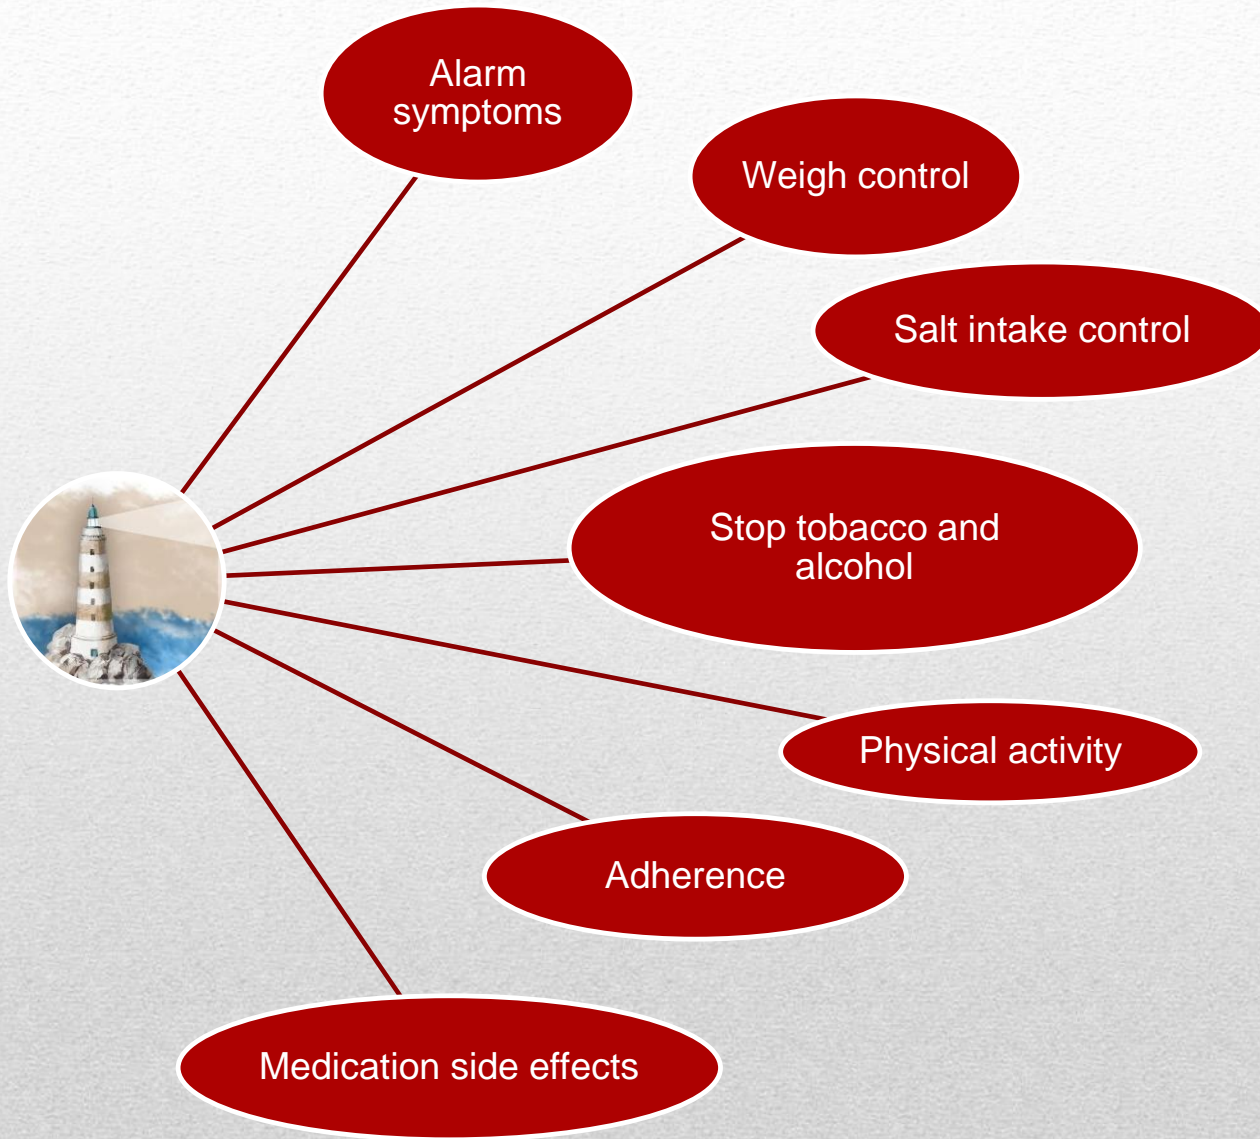 Alarm
symptoms
Weigh control
Salt intake control
Stop tobacco and
alcohol
Physical activity
Adherence
Medication side effects